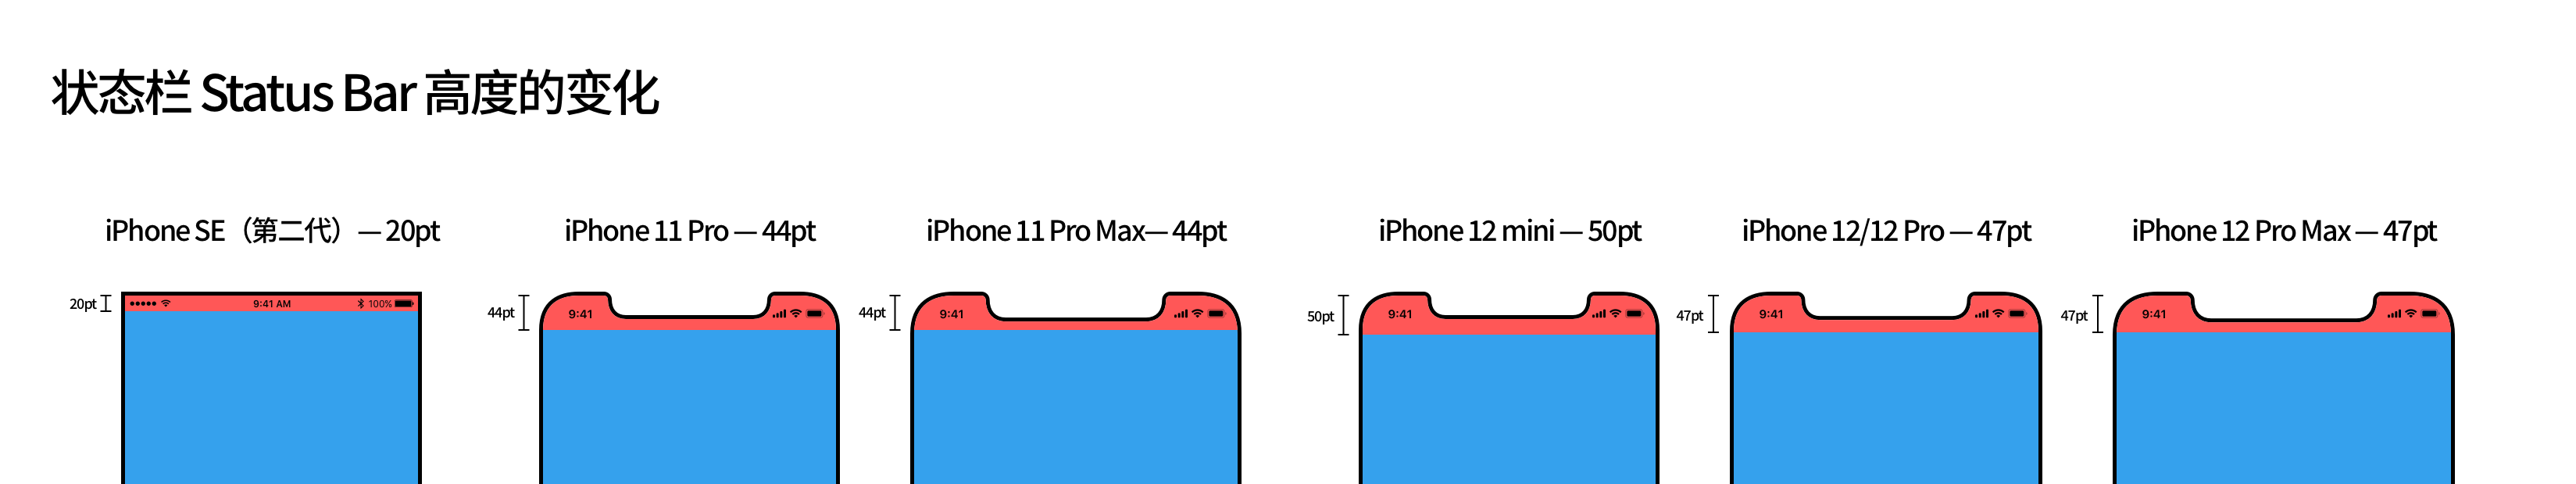 状态栏 Status Bar 高度的变化
iPhone SE（第二代）— 20pt
iPhone 11 Pro — 44pt
iPhone 11 Pro Max— 44pt
iPhone 12 mini — 50pt
iPhone 12/12 Pro — 47pt
iPhone 12 Pro Max — 47pt
20pt
9:41 AM
100%
44pt
9:41
44pt
9:41
50pt
9:41
47pt
9:41
47pt
9:41